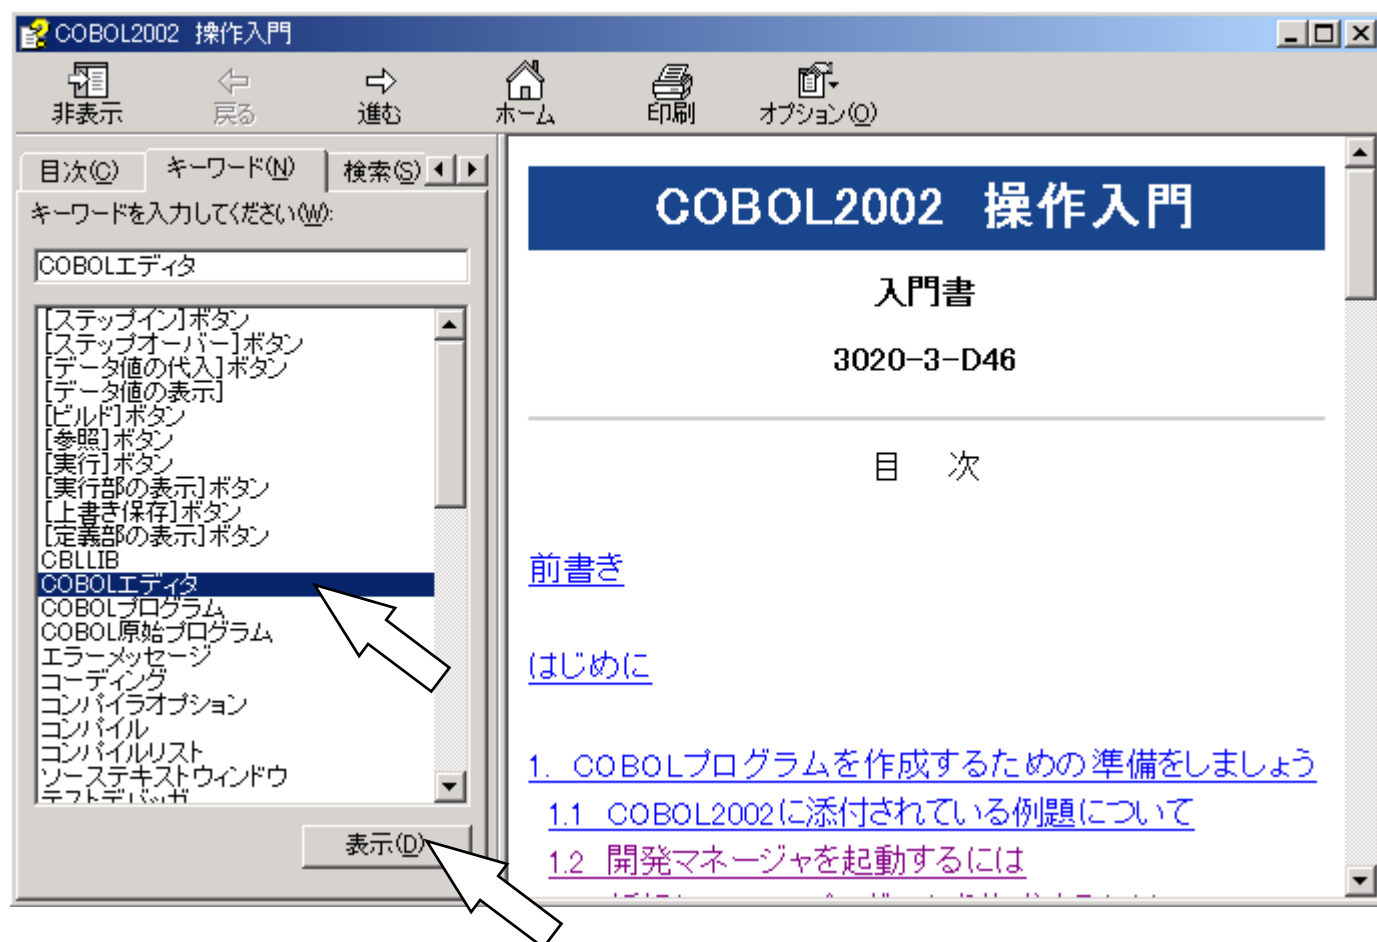 COBOL2002 操作入門
非表示 戻る 進む ホーム 印刷 オプション(O)
目次(C) キーワード(N) 検索(S)
キーワードを入力してください(W):
COBOLエディタ
[ステップイン]ボタン
[ステップオーバー]ボタン
[データ値の代入]ボタン
[データ値の表示]
[ビルド]ボタン
[参照]ボタン
[実行]ボタン
[実行部の表示]ボタン
[上書き保存]ボタン
[定義部の表示]ボタン
CBLLIB
COBOLエディタ
COBOLプログラム
COBOL原始プログラム
エラーメッセージ
コーディング
コンパイラオプション
コンパイル
コンパイルリスト
ソーステキストウィンドウ
テストデバッガ
表示(D)
COBOL2002 操作入門
入門書
3020-3-D46
目 次
前書き
はじめに
1. COBOLプログラムを作成するための準備をしましょう
1.1 COBOL2002に添付されている例題について
1.2 開発マネージャを起動するには